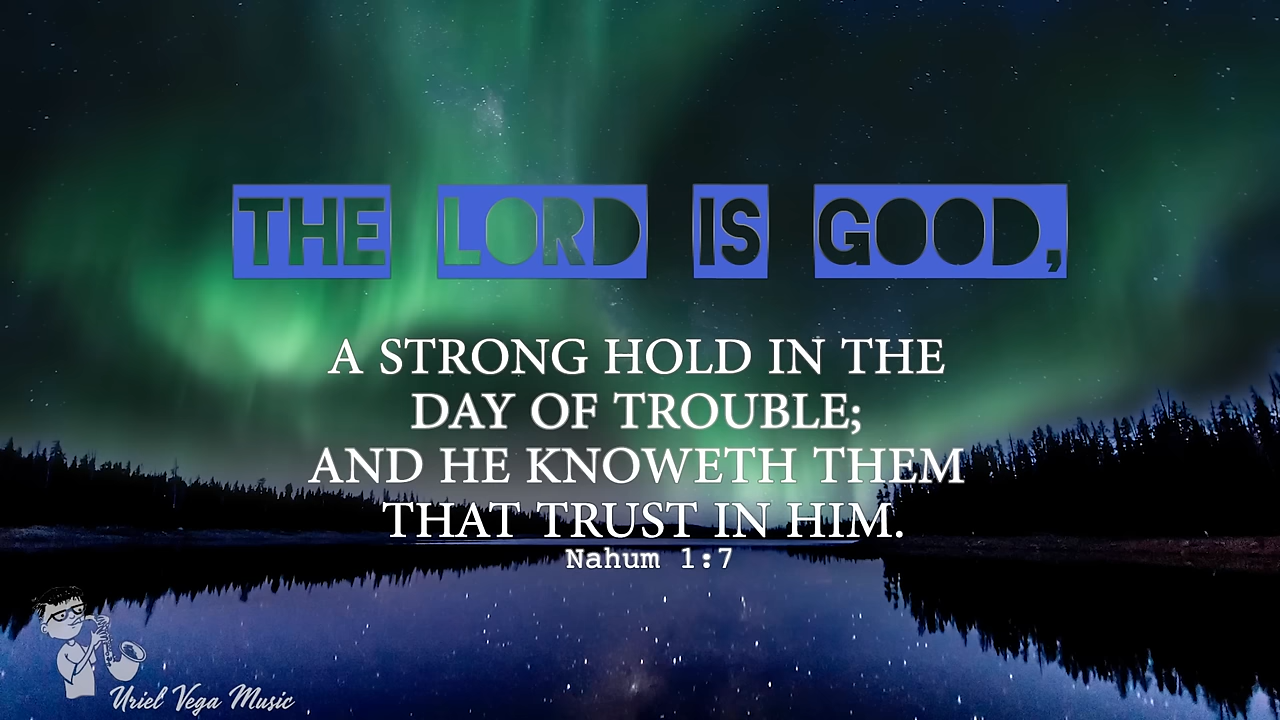 THE LORD IS GOOD,
A STRONG HOLD IN THE
DAY OF TROUBLE;
AND HE KNOWETH THEM
THAT TRUST IN HIM.
Nahum 1:7
Uriel Vega Music